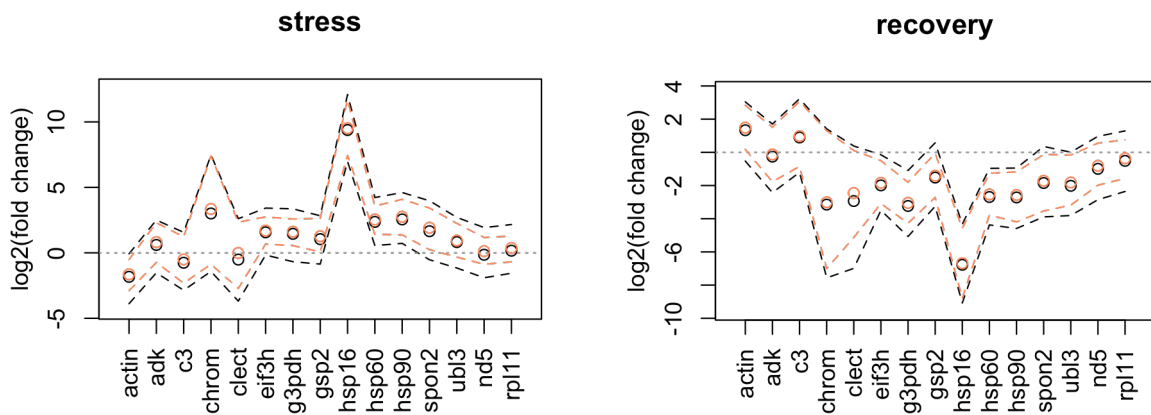 stress
log2(fold change)
10
5
0
-5
actin
adk
c3
chrom
clect
eif3h
g3pdh
gsp2
hsp16
hsp60
hsp90
spon2
ubl3
nd5
rpl11
recovery
log2(fold change)
4
2
-2
-6
-10
actin
adk
c3
chrom
clect
eif3h
g3pdh
gsp2
hsp16
hsp60
hsp90
spon2
ubl3
nd5
rpl11